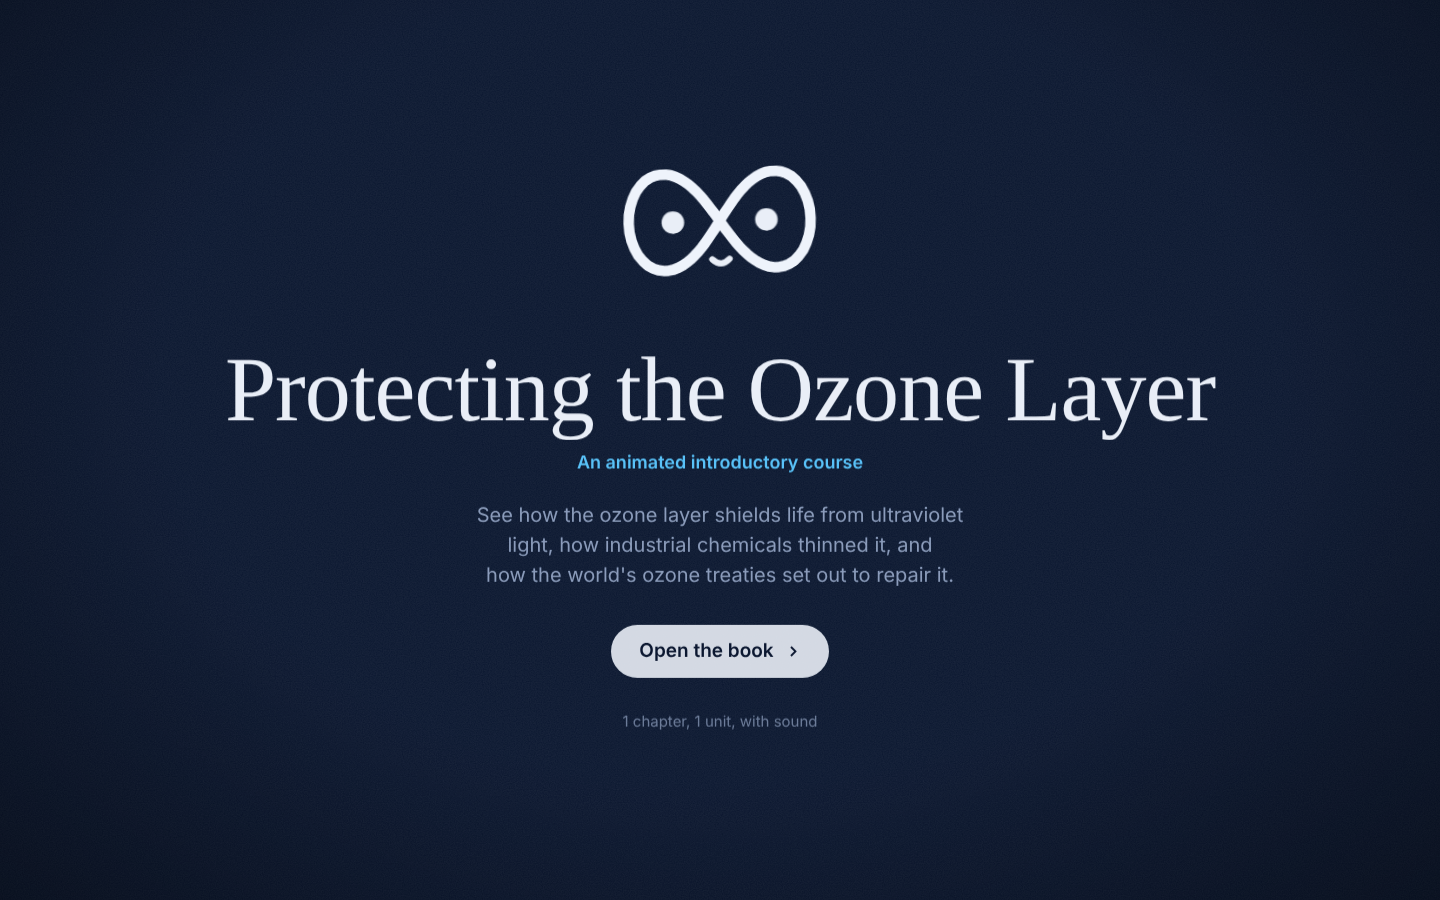 Protecting the Ozone Layer
An animated introductory course
See how the ozone layer shields life from ultraviolet
light, how industrial chemicals thinned it, and
how the world's ozone treaties set out to repair it.
Open the book
1 chapter, 1 unit, with sound